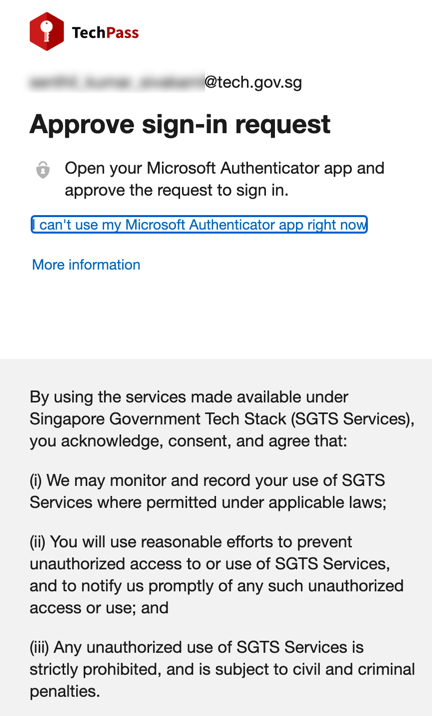 TechPass
@tech.gov.sg
Approve sign-in request
Open your Microsoft Authenticator app and
approve the request to sign in.
I can't use my Microsoft Authenticator app right now
More information
By using the services made available under
Singapore Government Tech Stack (SGTS Services),
you acknowledge, consent, and agree that:
(i) We may monitor and record your use of SGTS
Services where permitted under applicable laws;
(ii) You will use reasonable efforts to prevent
unauthorized access to or use of SGTS Services,
and to notify us promptly of any such unauthorized
access or use; and
(iii) Any unauthorized use of SGTS Services is
strictly prohibited, and is subject to civil and criminal
penalties.